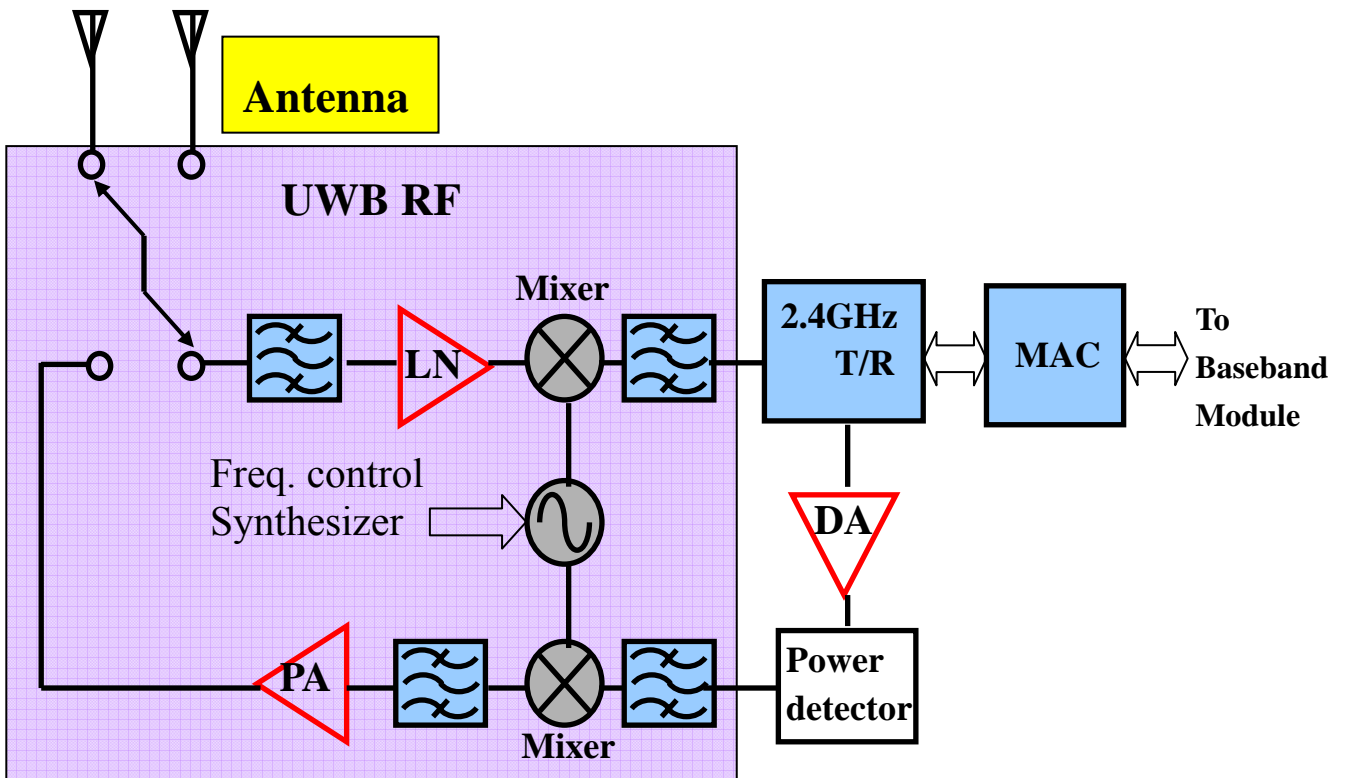 Antenna
UWB RF
Mixer
2.4GHz
T/R
MAC
To
Baseband
Module
LN
Freq. control
Synthesizer
DA
PA
Mixer
Power
detector